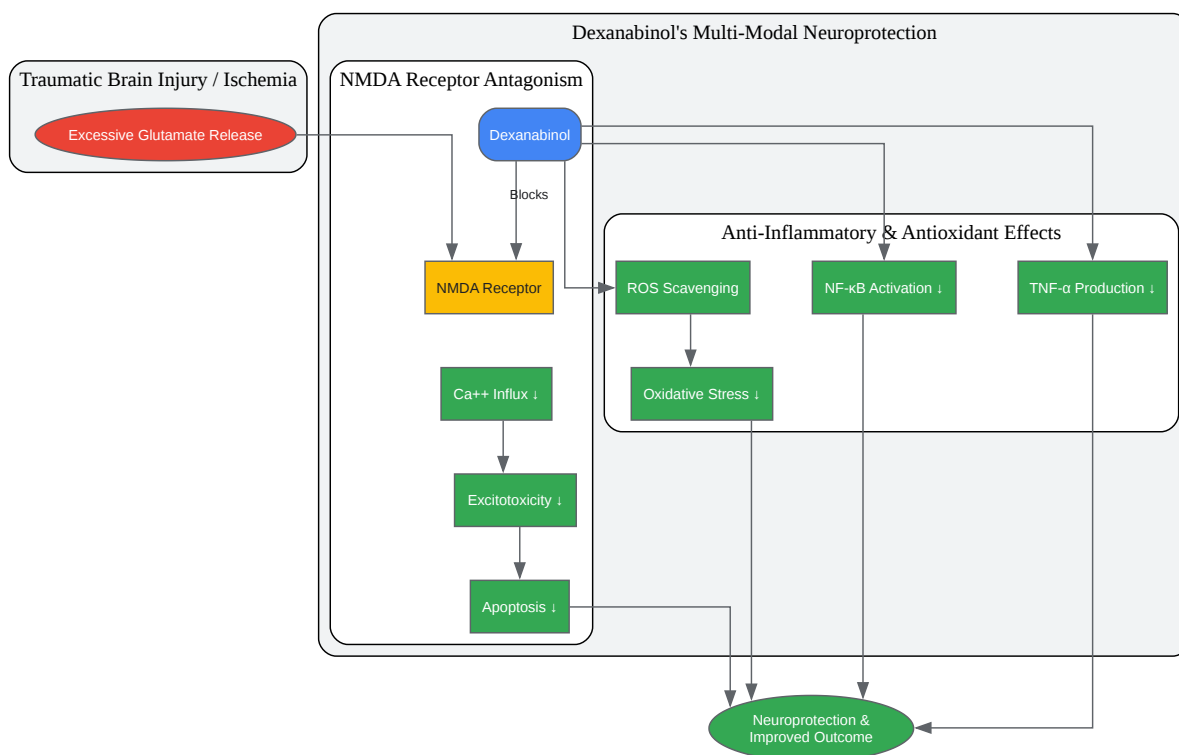 Dexanabinol's Multi-Modal Neuroprotection
Traumatic Brain Injury / Ischemia
NMDA Receptor Antagonism
Excessive Glutamate Release
Dexanabinol
Blocks
Anti-Inflammatory & Antioxidant Effects
NMDA Receptor
ROS Scavenging
NF-κB Activation ↓
TNF-α Production ↓
Ca++ Influx ↓
Oxidative Stress ↓
Excitotoxicity ↓
Apoptosis ↓
Neuroprotection &
Improved Outcome